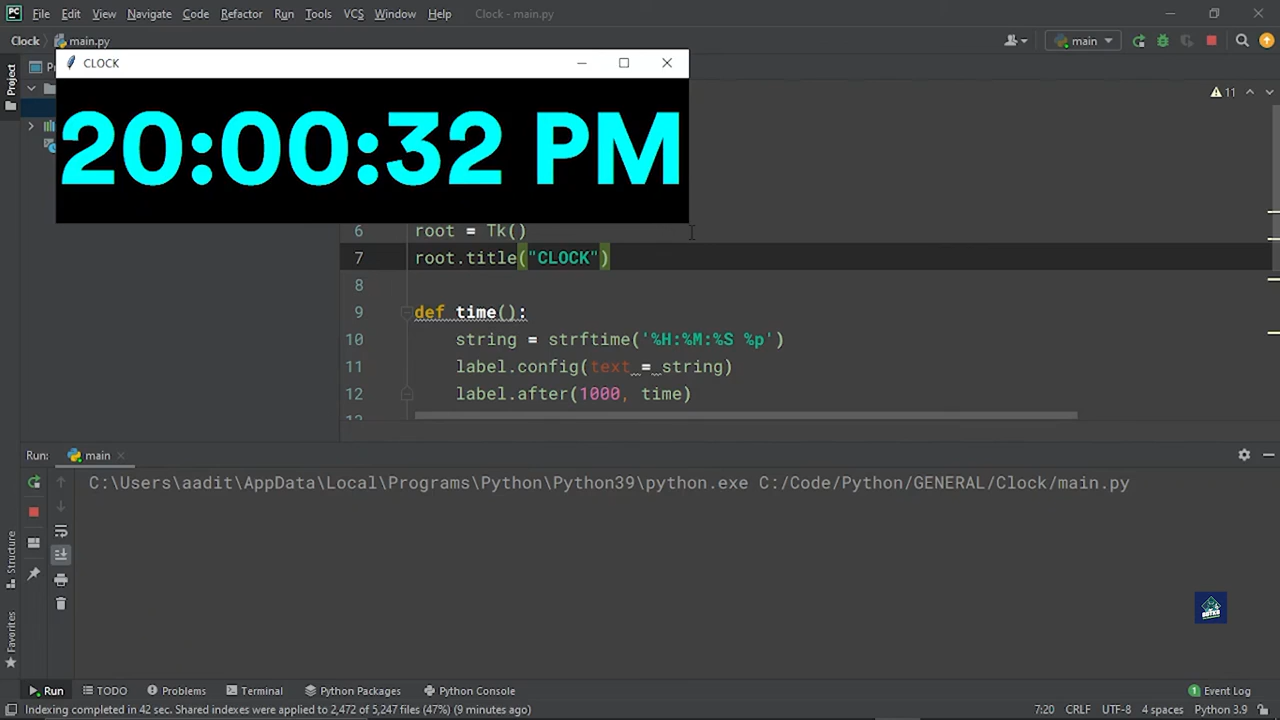 File Edit View Navigate Code Refactor Run Tools VCS Window Help Clock - main.py
Clock main.py main
CLOCK
20:00:32 PM
11
6 root = Tk()
7 root.title("CLOCK")
8
9 def time():
10 string = strftime('%H:%M:%S %p')
11 label.config(text = string)
12 label.after(1000, time)
Project
Run: main
C:\Users\aadit\AppData\Local\Programs\Python\Python39\python.exe C:/Code/Python/GENERAL/Clock/main.py
Structure
Favorites
Run TODO Problems Terminal Python Packages Python Console 1 Event Log
Indexing completed in 42 sec. Shared indexes were applied to 2,472 of 5,247 files (47%) (9 minutes ago) 7:20 CRLF UTF-8 4 spaces Python 3.9